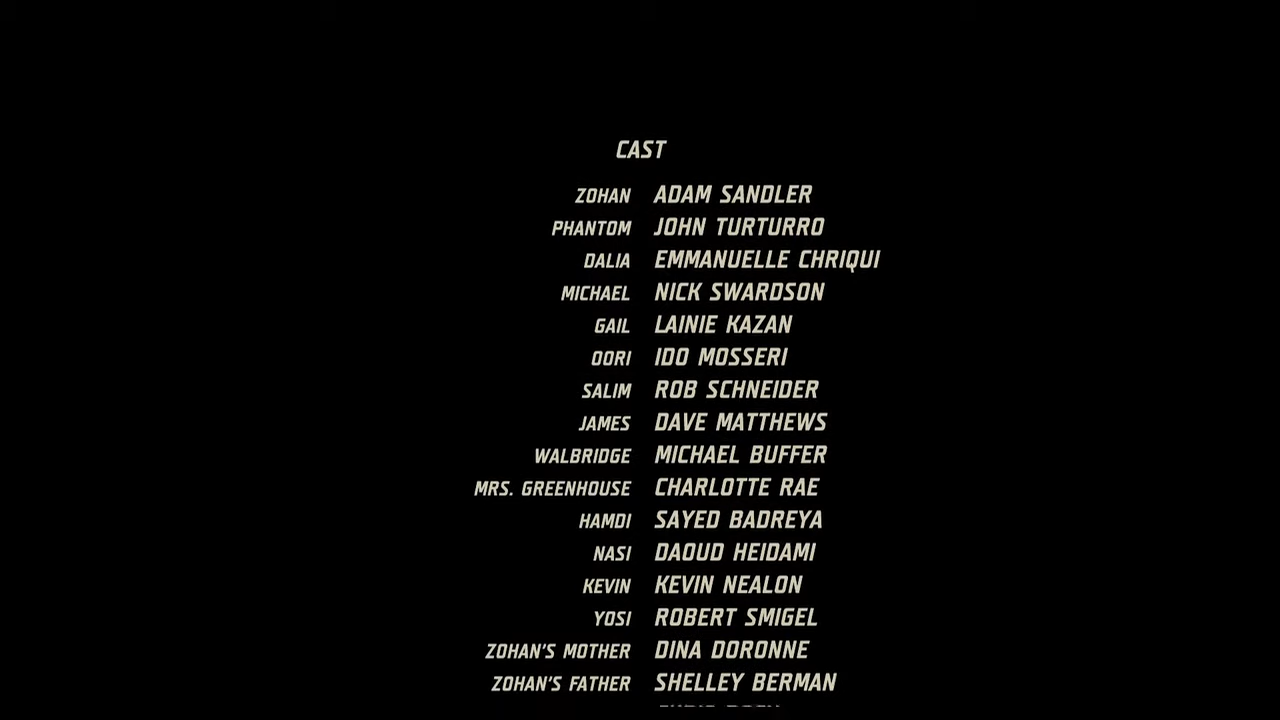 CAST
ZOHAN ADAM SANDLER
PHANTOM JOHN TURTURRO
DALIA EMMANUELLE CHRIQUI
MICHAEL NICK SWARDSON
GAIL LAINIE KAZAN
OORI IDO MOSSERI
SALIM ROB SCHNEIDER
JAMES DAVE MATTHEWS
WALBRIDGE MICHAEL BUFFER
MRS. GREENHOUSE CHARLOTTE RAE
HAMDI SAYED BADREYA
NASI DAOUD HEIDAMI
KEVIN KEVIN NEALON
YOSI ROBERT SMIGEL
ZOHAN'S MOTHER DINA DORONNE
ZOHAN'S FATHER SHELLEY BERMAN